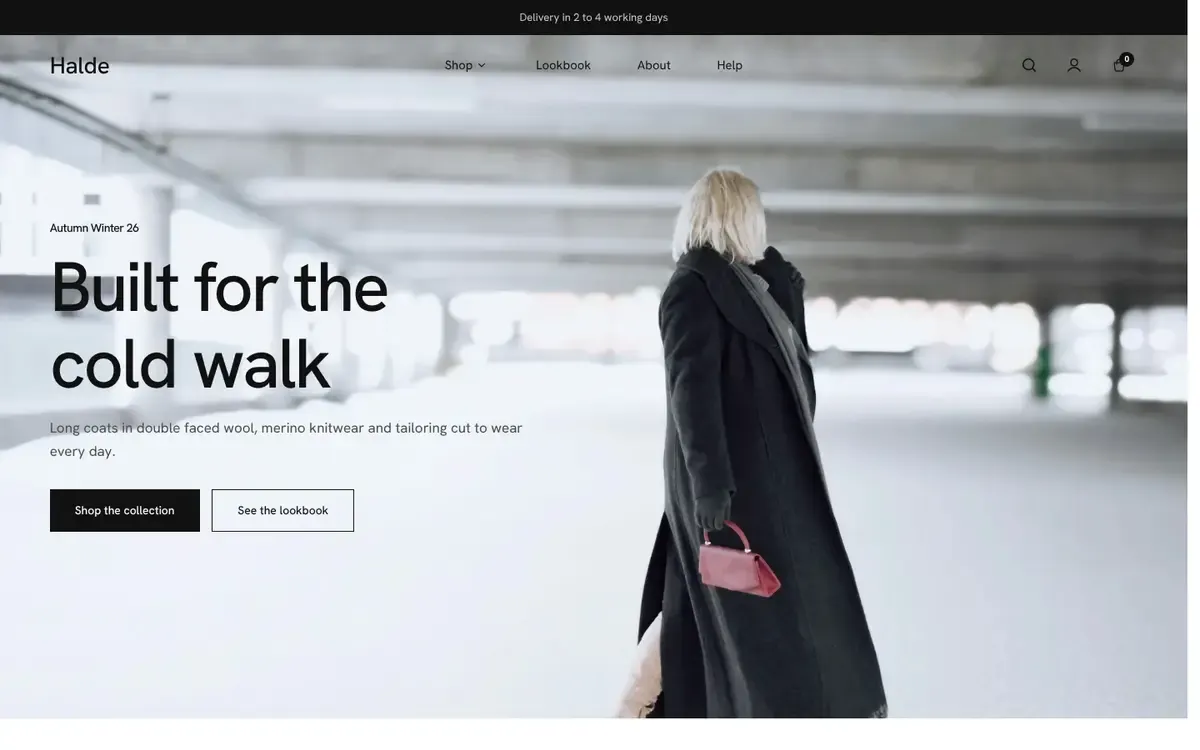 Delivery in 2 to 4 working days
Halde
Shop
Lookbook
About
Help
0
Autumn Winter 26
Built for the
cold walk
Long coats in double faced wool, merino knitwear and tailoring cut to wear
every day.
Shop the collection
See the lookbook